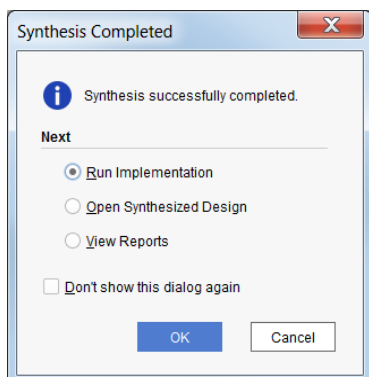 Synthesis Completed
Synthesis successfully completed.
Next
Run Implementation
Open Synthesized Design
View Reports
Don't show this dialog again
OK Cancel